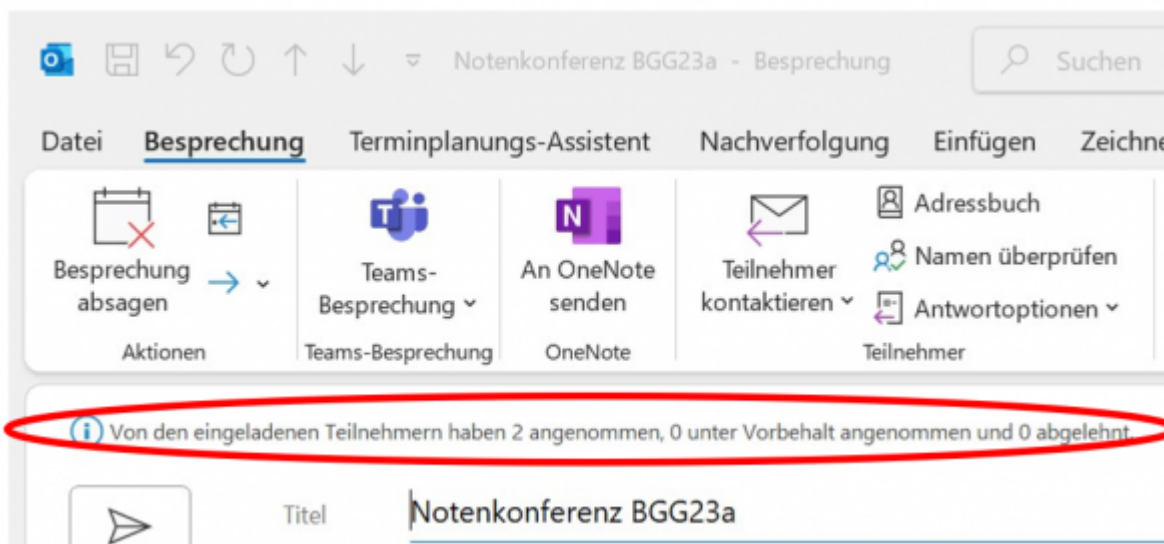 Notenkonferenz BGG23a - Besprechung
Suchen
Datei Besprechung Terminplanungs-Assistent Nachverfolgung Einfügen Zeichne
Besprechung absagen
Aktionen
Teams-Besprechung
Teams-Besprechung
An OneNote senden
OneNote
Teilnehmer kontaktieren
Adressbuch
Namen überprüfen
Antwortoptionen
Teilnehmer
Von den eingeladenen Teilnehmern haben 2 angenommen, 0 unter Vorbehalt angenommen und 0 abgelehnt.
Titel Notenkonferenz BGG23a